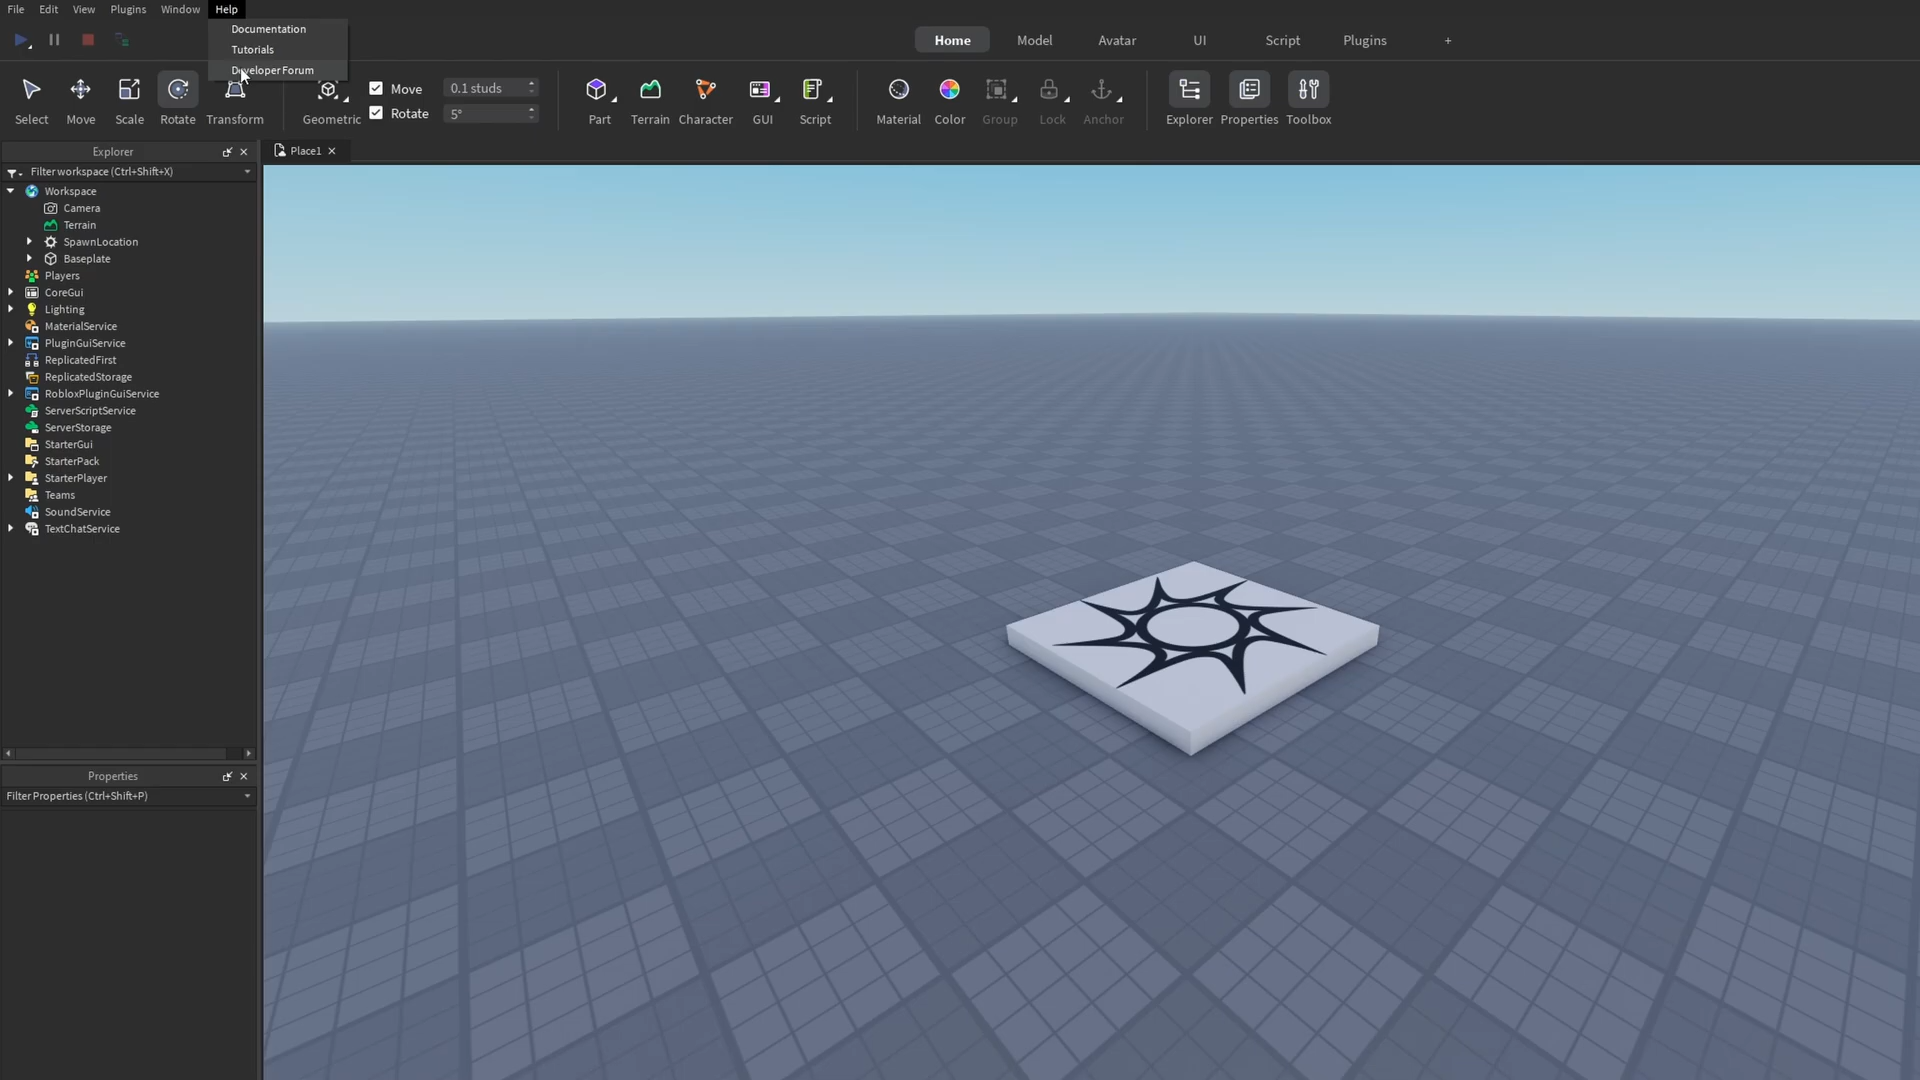 File Edit View Plugins Window Help
Documentation
Tutorials
Developer Forum
Home Model Avatar UI Script Plugins +
Select Move Scale Rotate Transform Geometric
Move 0.1 studs
Rotate 5°
Part Terrain Character GUI Script Material Color Group Lock Anchor Explorer Properties Toolbox
Explorer
Place1
Filter workspace (Ctrl+Shift+X)
Workspace
Camera
Terrain
SpawnLocation
Baseplate
Players
CoreGui
Lighting
MaterialService
PluginGuiService
ReplicatedFirst
ReplicatedStorage
RobloxPluginGuiService
ServerScriptService
ServerStorage
StarterGui
StarterPack
StarterPlayer
Teams
SoundService
TextChatService
Properties
Filter Properties (Ctrl+Shift+P)